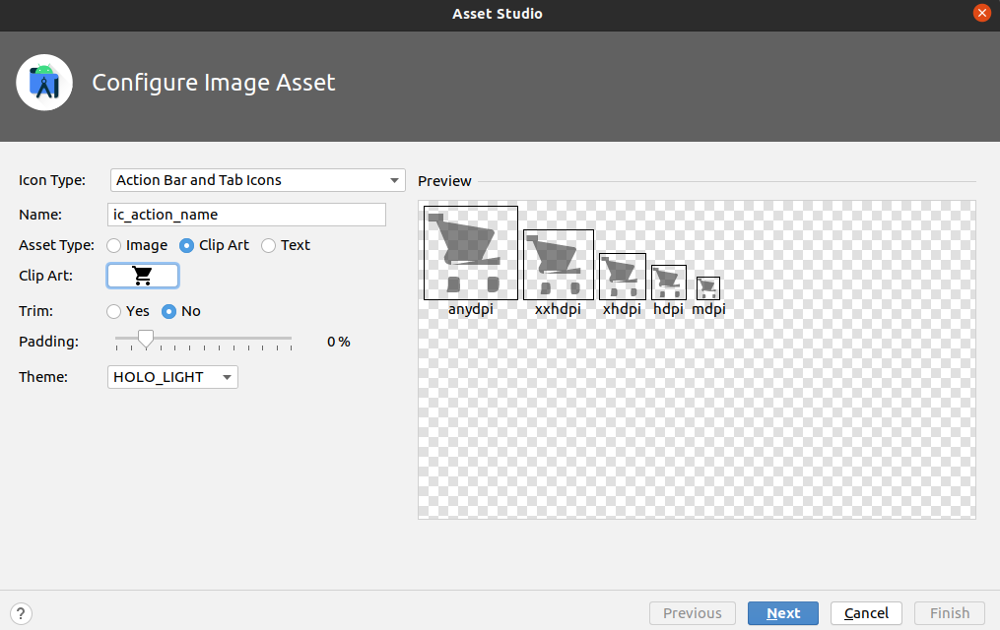 Asset Studio
Configure Image Asset
Icon Type: Action Bar and Tab Icons
Name: ic_action_name
Asset Type: Image Clip Art Text
Clip Art:
Trim: Yes No
Padding: 0 %
Theme: HOLO_LIGHT
Preview
anydpi xxhdpi xhdpi hdpi mdpi
? Previous Next Cancel Finish